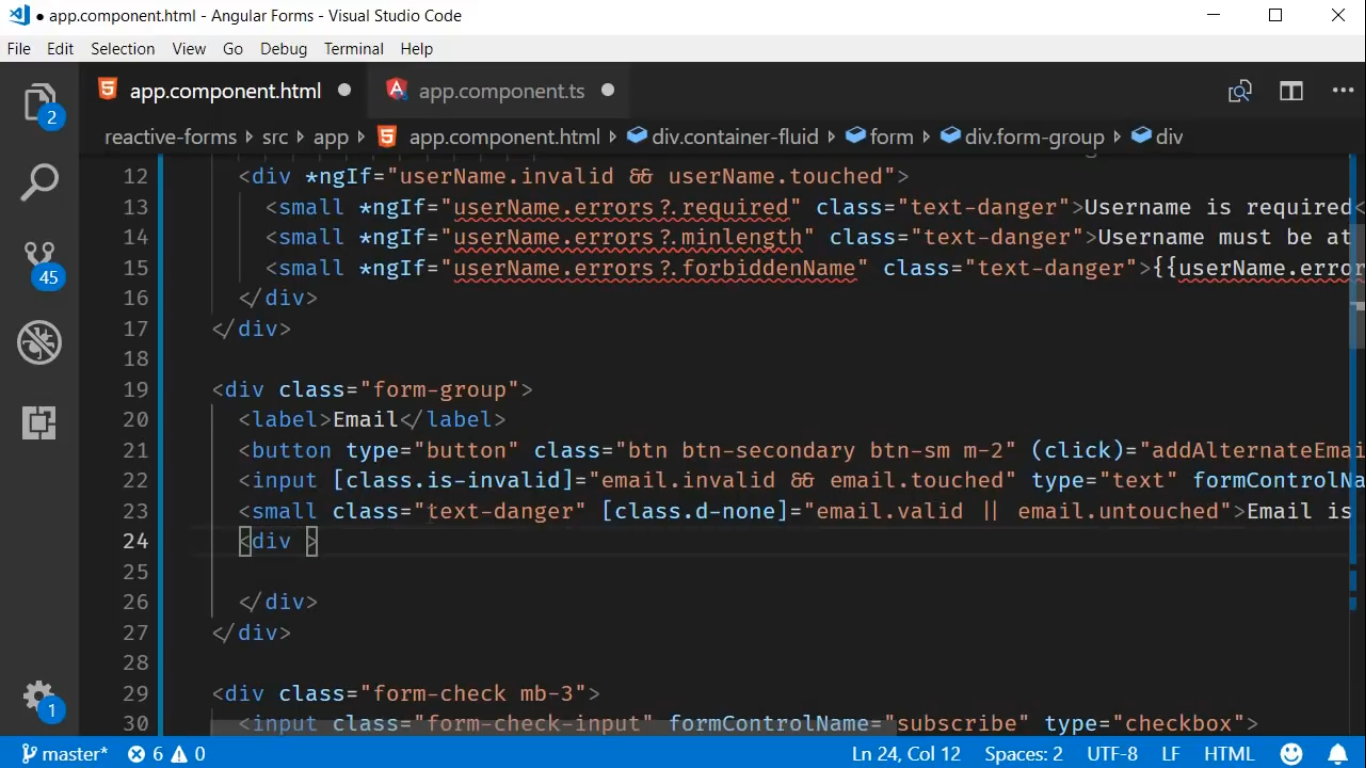 app.component.html - Angular Forms - Visual Studio Code
File Edit Selection View Go Debug Terminal Help
app.component.html app.component.ts
2
reactive-forms src app app.component.html div.container-fluid form div.form-group div
12 <div *ngIf="userName.invalid && userName.touched">
13 <small *ngIf="userName.errors?.required" class="text-danger">Username is required<
14 <small *ngIf="userName.errors?.minlength" class="text-danger">Username must be at
15 <small *ngIf="userName.errors?.forbiddenName" class="text-danger">{{userName.error
45
16 </div>
17 </div>
18
19 <div class="form-group">
20 <label>Email</label>
21 <button type="button" class="btn btn-secondary btn-sm m-2" (click)="addAlternateEmai
22 <input [class.is-invalid]="email.invalid && email.touched" type="text" formControlNa
23 <small class="text-danger" [class.d-none]="email.valid || email.untouched">Email is
24 <div >
25
26 </div>
27 </div>
28
29 <div class="form-check mb-3">
30 <input class="form-check-input" formControlName="subscribe" type="checkbox">
1
master* 6 0 Ln 24, Col 12 Spaces: 2 UTF-8 LF HTML